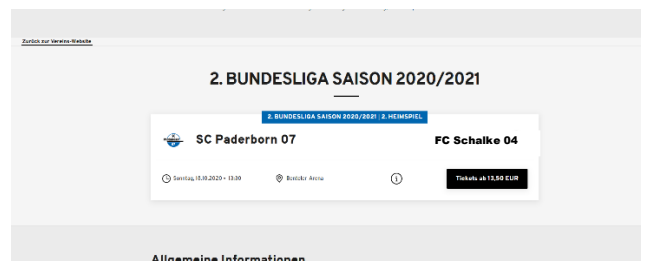 Zurück zur Vereins-Website
2. BUNDESLIGA SAISON 2020/2021
2. BUNDESLIGA SAISON 2020/2021 | 2. HEIMSPIEL
SC Paderborn 07
FC Schalke 04
Sonntag, 18.10.2020 • 13:30
Benteler Arena
Tickets ab 13,50 EUR
Allgemeine Informationen